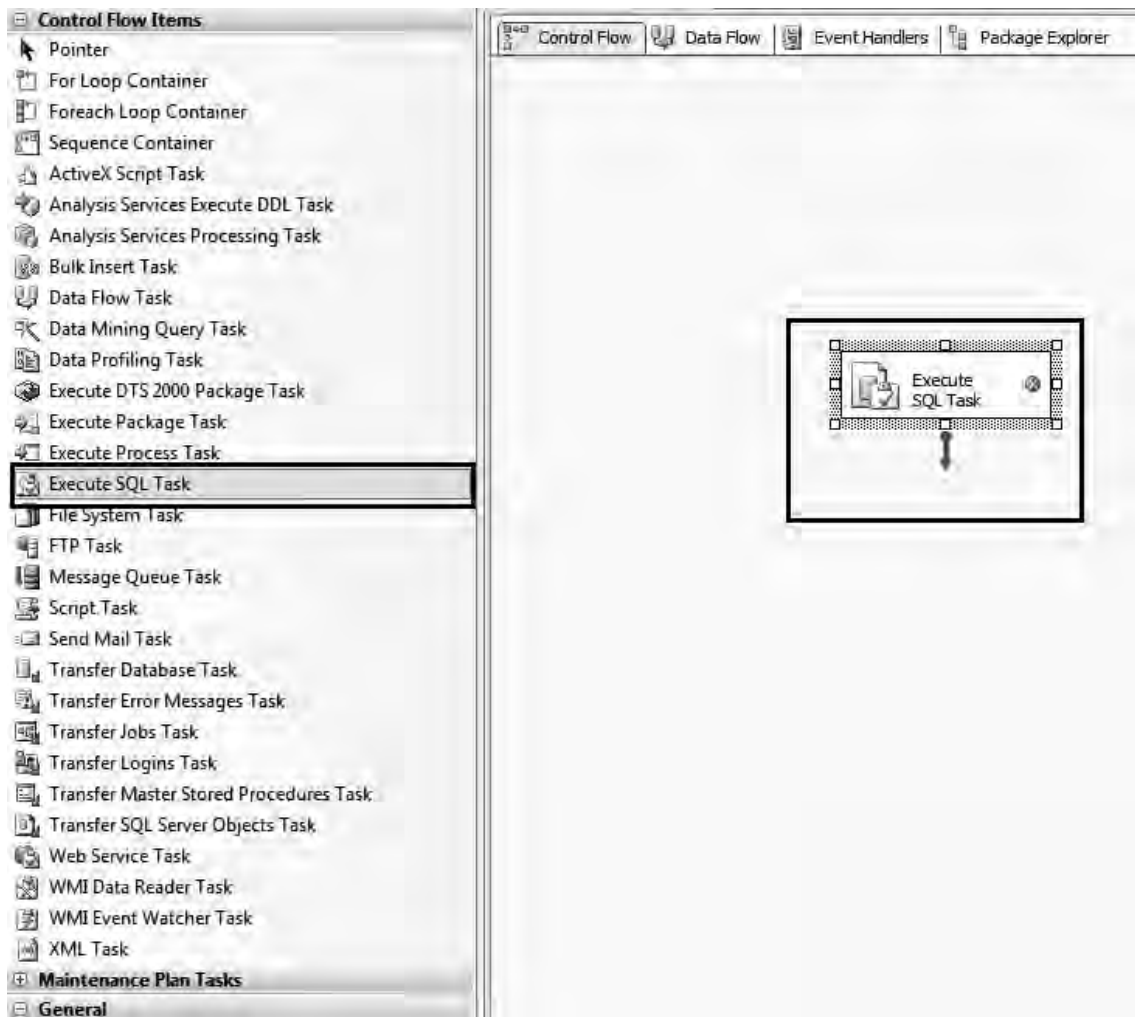 Control Flow Items
Pointer
For Loop Container
Foreach Loop Container
Sequence Container
ActiveX Script Task
Analysis Services Execute DDL Task
Analysis Services Processing Task
Bulk Insert Task
Data Flow Task
Data Mining Query Task
Data Profiling Task
Execute DTS 2000 Package Task
Execute Package Task
Execute Process Task
Execute SQL Task
File System Task
FTP Task
Message Queue Task
Script Task
Send Mail Task
Transfer Database Task
Transfer Error Messages Task
Transfer Jobs Task
Transfer Logins Task
Transfer Master Stored Procedures Task
Transfer SQL Server Objects Task
Web Service Task
WMI Data Reader Task
WMI Event Watcher Task
XML Task
Maintenance Plan Tasks
General
Control Flow
Data Flow
Event Handlers
Package Explorer
Execute
SQL Task